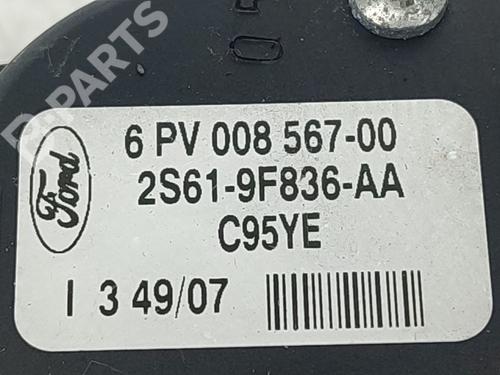 B-PARTS
Ford
6 PV 008 567-00
2S61-9F836-AA
C95YE
I 3 49/07